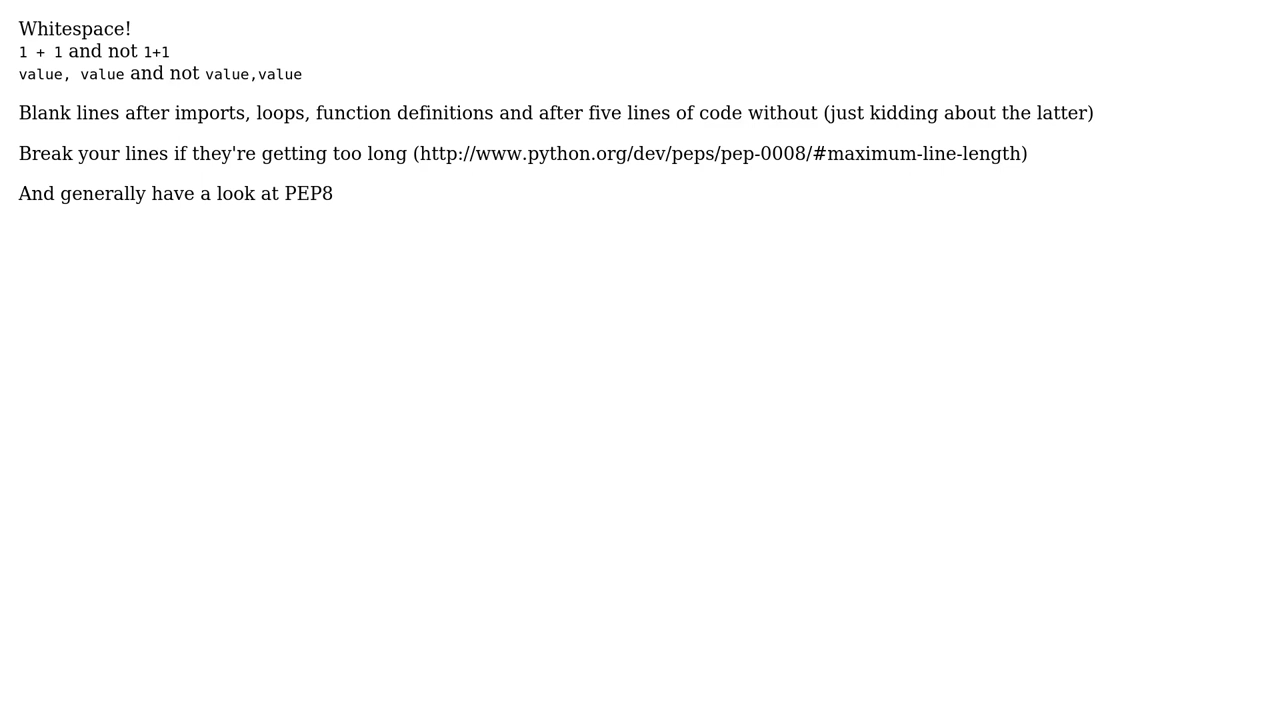 Whitespace!
1 + 1 and not 1+1
value, value and not value,value
Blank lines after imports, loops, function definitions and after five lines of code without (just kidding about the latter)
Break your lines if they're getting too long (http://www.python.org/dev/peps/pep-0008/#maximum-line-length)
And generally have a look at PEP8